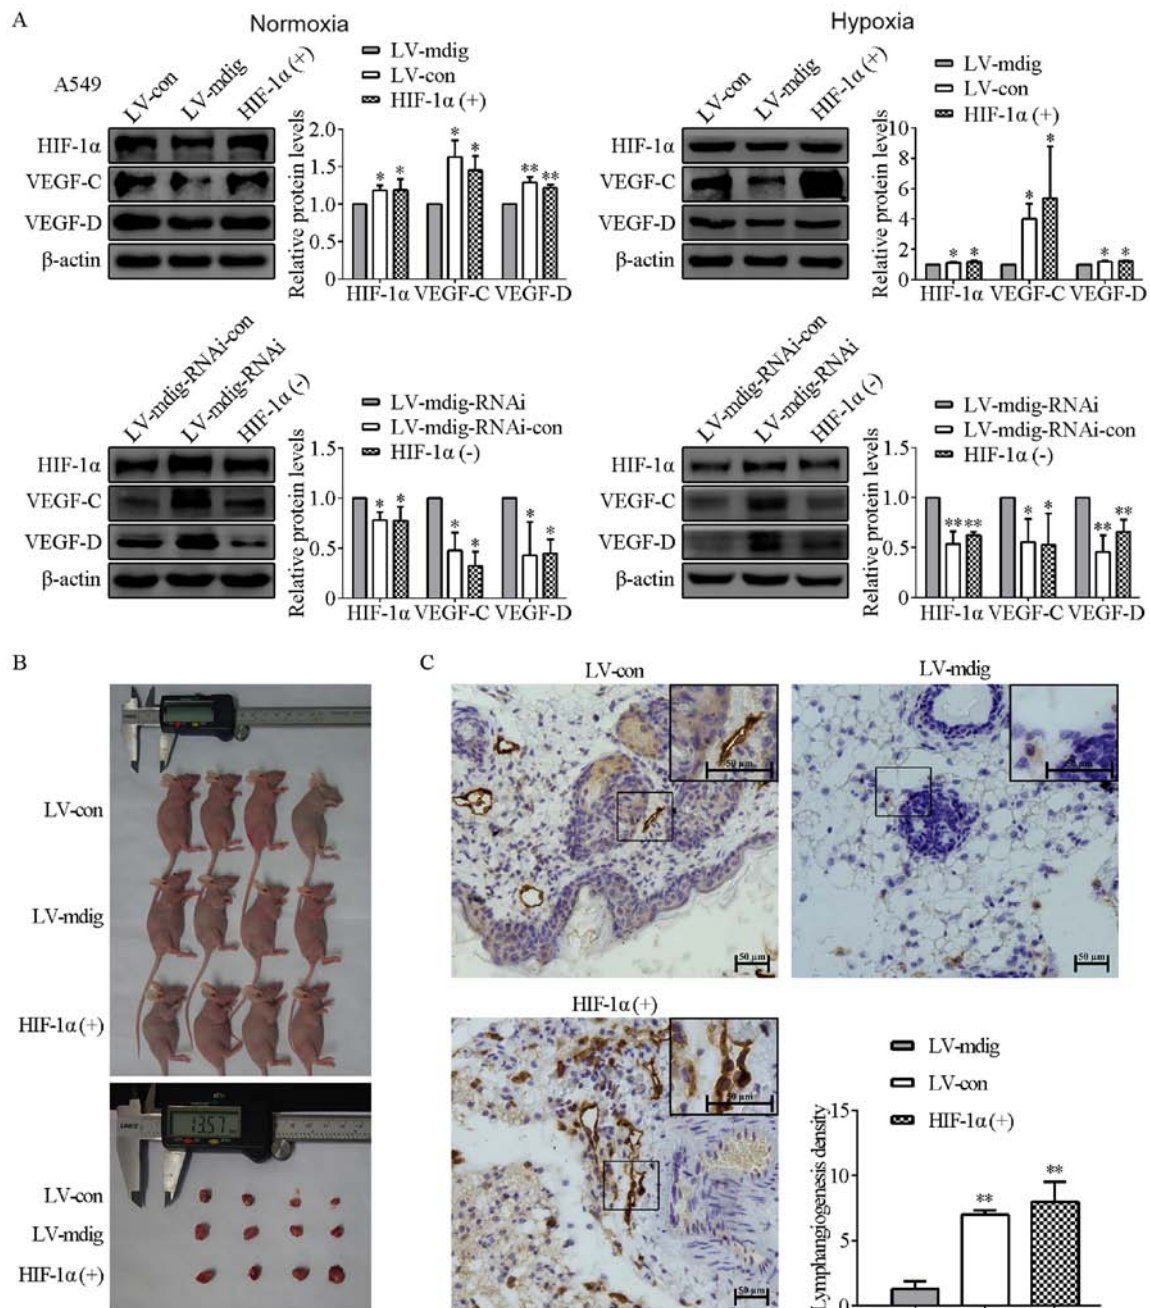 A
Normoxia
Hypoxia
A549
LV-con
LV-mdig
HIF-1α (+)
HIF-1α
VEGF-C
VEGF-D
β-actin
LV-mdig
LV-con
HIF-1α (+)
Relative protein levels
2.0
1.5
1.0
0.5
0
* * * * ** **
HIF-1α VEGF-C VEGF-D
LV-con
LV-mdig
HIF-1α (+)
HIF-1α
VEGF-C
VEGF-D
β-actin
LV-mdig
LV-con
HIF-1α (+)
Relative protein levels
10
8
6
4
2
0
* * * * * *
HIF-1α VEGF-C VEGF-D
LV-mdig-RNAi-con
LV-mdig-RNAi
HIF-1α (-)
HIF-1α
VEGF-C
VEGF-D
β-actin
LV-mdig-RNAi
LV-mdig-RNAi-con
HIF-1α (-)
Relative protein levels
1.5
1.0
0.5
0
* * * * * *
HIF-1α VEGF-C VEGF-D
LV-mdig-RNAi-con
LV-mdig-RNAi
HIF-1α (-)
HIF-1α
VEGF-C
VEGF-D
β-actin
LV-mdig-RNAi
LV-mdig-RNAi-con
HIF-1α (-)
Relative protein levels
1.5
1.0
0.5
0
** ** * * ** **
HIF-1α VEGF-C VEGF-D
B
LV-con
LV-mdig
HIF-1α (+)
13.57
LV-con
LV-mdig
HIF-1α (+)
C
LV-con
50 µm
50 µm
LV-mdig
50 µm
50 µm
HIF-1α (+)
50 µm
50 µm
LV-mdig
LV-con
HIF-1α (+)
Lymphangiogenesis density
15
10
5
0
** **